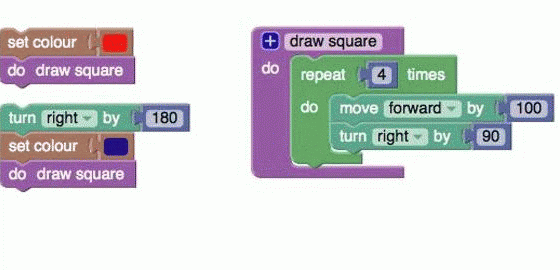 set colour
do draw square
turn right by 180
set colour
do draw square
+ draw square
do
repeat 4 times
do move forward by 100
turn right by 90